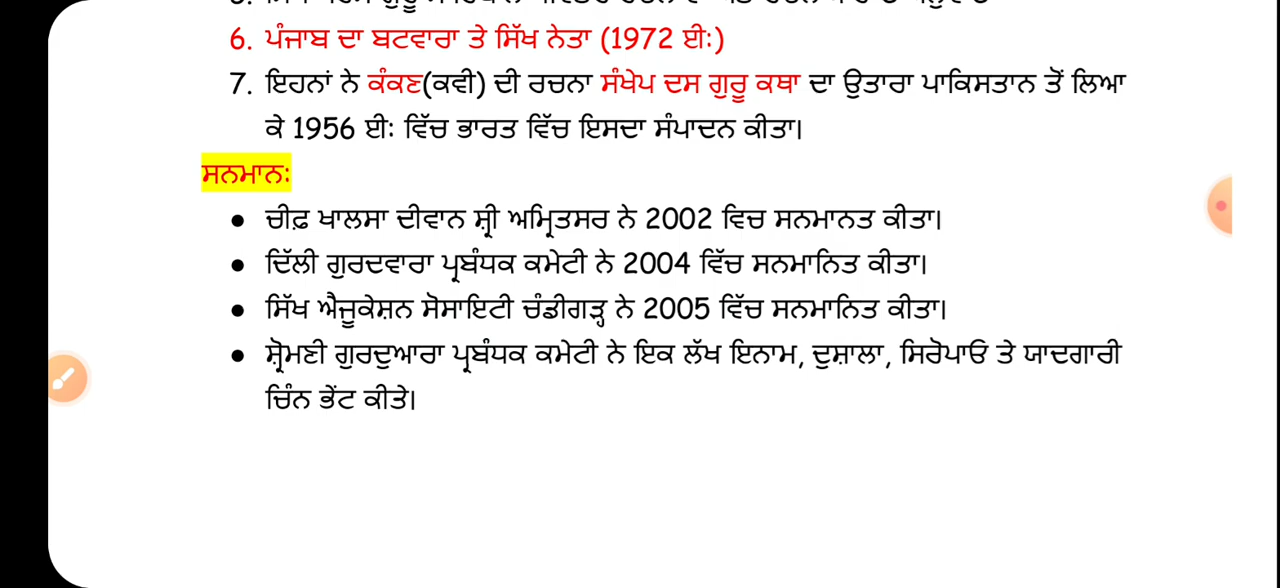 6. ਪੰਜਾਬ ਦਾ ਬਟਵਾਰਾ ਤੇ ਸਿੱਖ ਨੇਤਾ (1972 ਈ:)
7. ਇਹਨਾਂ ਨੇ ਕੰਕਣ(ਕਵੀ) ਦੀ ਰਚਨਾ ਸੰਖੇਪ ਦਸ ਗੁਰੂ ਕਥਾ ਦਾ ਉਤਾਰਾ ਪਾਕਿਸਤਾਨ ਤੋਂ ਲਿਆ
ਕੇ 1956 ਈ: ਵਿੱਚ ਭਾਰਤ ਵਿੱਚ ਇਸਦਾ ਸੰਪਾਦਨ ਕੀਤਾ।
ਸਨਮਾਨ:
● ਚੀਫ਼ ਖਾਲਸਾ ਦੀਵਾਨ ਸ਼੍ਰੀ ਅਮ੍ਰਿਤਸਰ ਨੇ 2002 ਵਿਚ ਸਨਮਾਨਤ ਕੀਤਾ।
● ਦਿੱਲੀ ਗੁਰਦਵਾਰਾ ਪ੍ਰਬੰਧਕ ਕਮੇਟੀ ਨੇ 2004 ਵਿੱਚ ਸਨਮਾਨਿਤ ਕੀਤਾ।
● ਸਿੱਖ ਐਜੂਕੇਸ਼ਨ ਸੋਸਾਇਟੀ ਚੰਡੀਗੜ੍ਹ ਨੇ 2005 ਵਿੱਚ ਸਨਮਾਨਿਤ ਕੀਤਾ।
● ਸ਼੍ਰੋਮਣੀ ਗੁਰਦੁਆਰਾ ਪ੍ਰਬੰਧਕ ਕਮੇਟੀ ਨੇ ਇਕ ਲੱਖ ਇਨਾਮ, ਦੁਸ਼ਾਲਾ, ਸਿਰੋਪਾਓ ਤੇ ਯਾਦਗਾਰੀ
ਚਿੰਨ ਭੇਂਟ ਕੀਤੇ।